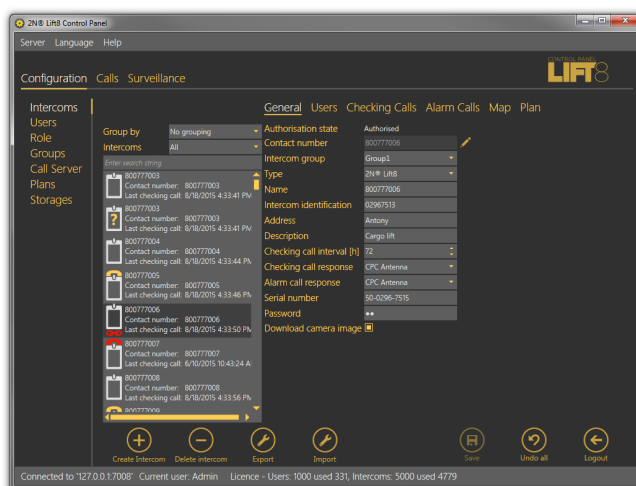 2N® Lift8 Control Panel
Server Language Help
CONTROL PANEL
LIFT8
Configuration Calls Surveillance
Intercoms
Users
Role
Groups
Call Server
Plans
Storages
Group by No grouping
Intercoms All
Enter search string
800777003
Contact number: 800777003
Last checking call: 8/18/2015 4:33:41 PM
800777003
Contact number: 800777003
Last checking call: 8/18/2015 4:33:41 PM
800777004
Contact number: 800777004
Last checking call: 8/18/2015 4:33:44 PM
800777005
Contact number: 800777005
Last checking call: 8/18/2015 4:33:46 PM
800777006
Contact number: 800777006
Last checking call: 8/18/2015 4:33:50 PM
800777007
Contact number: 800777007
Last checking call: 6/10/2015 10:43:24 A
800777008
Contact number: 800777008
Last checking call: 8/18/2015 4:33:56 PM
800777009
General Users Checking Calls Alarm Calls Map Plan
Authorisation state Authorised
Contact number 800777006
Intercom group Group1
Type 2N® Lift8
Name 800777006
Intercom identification 02967513
Address Antony
Description Cargo lift
Checking call interval [h] 72
Checking call response CPC Antenna
Alarm call response CPC Antenna
Serial number 50-0296-7515
Password ●●
Download camera image
Create Intercom Delete intercom Export Import Save Undo all Logout
Connected to '127.0.0.1:7008' Current user: Admin Licence - Users: 1000 used 331, Intercoms: 5000 used 4779